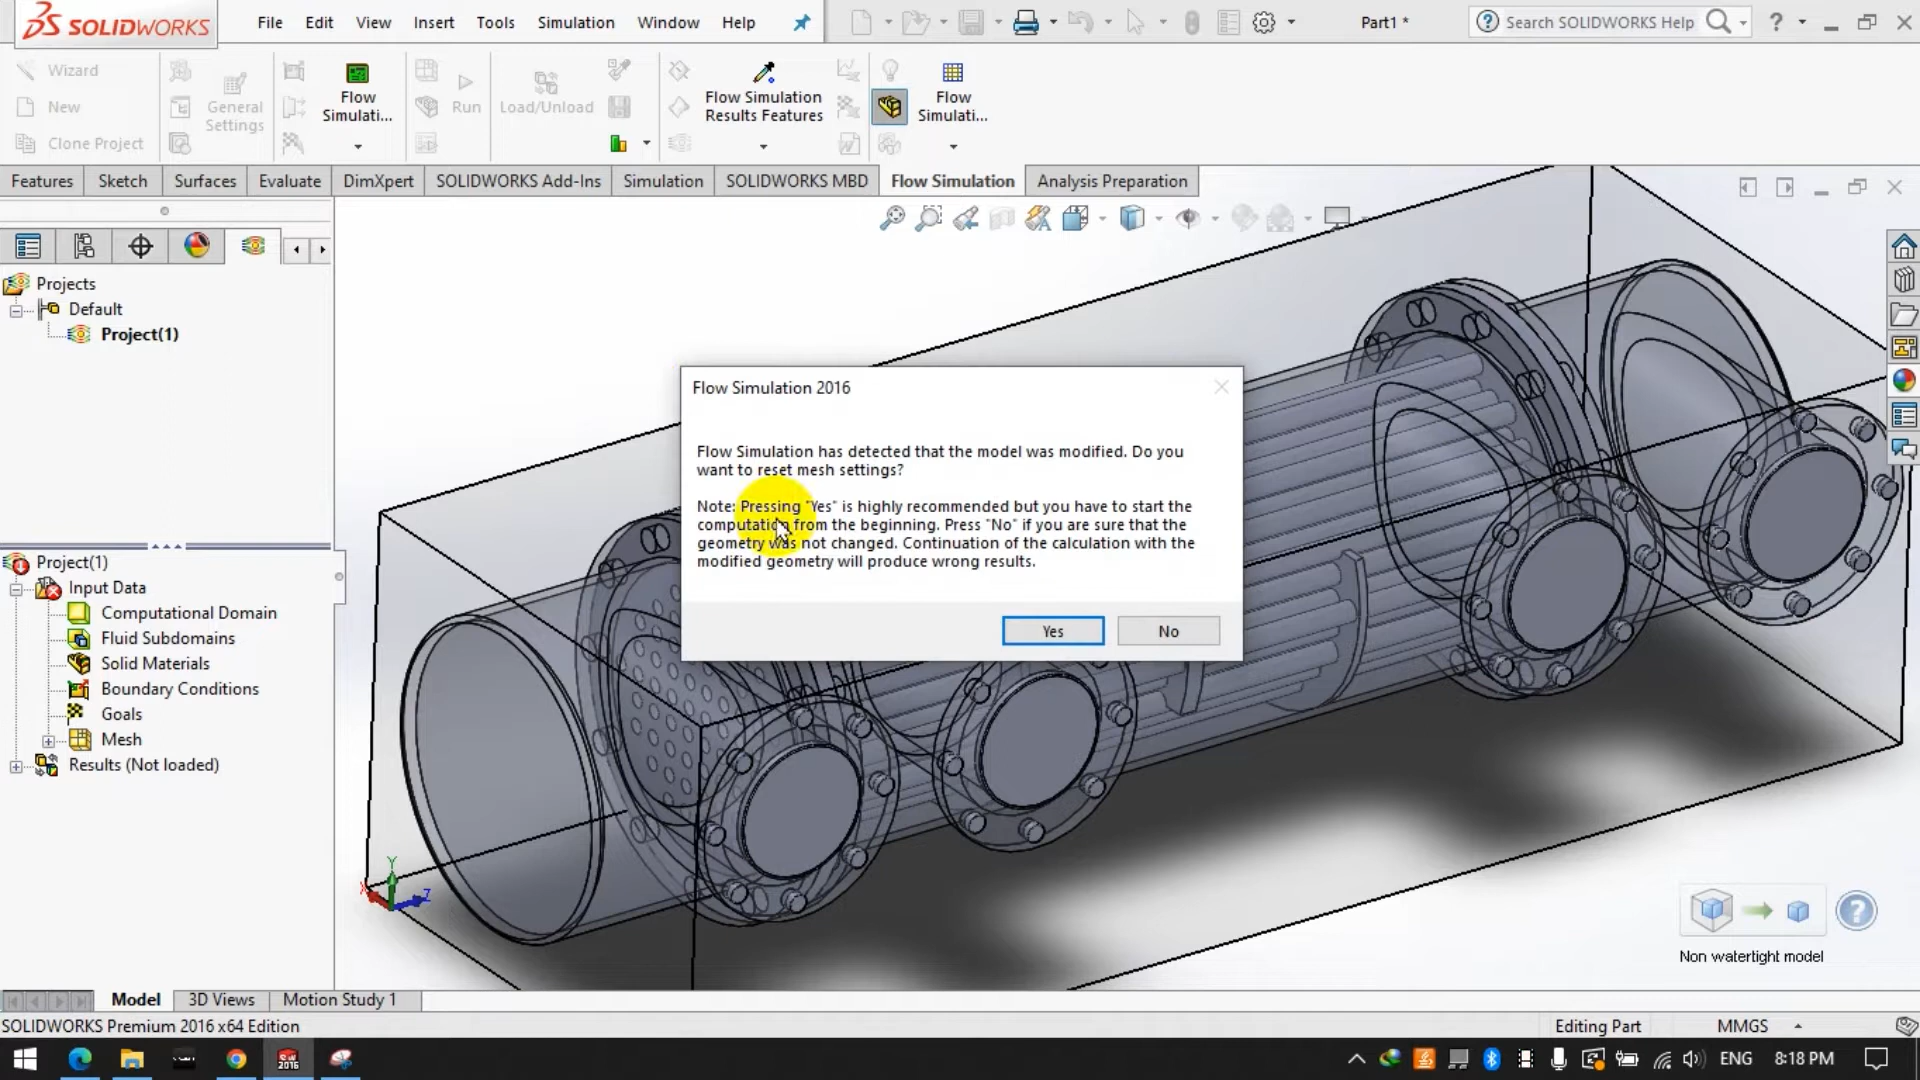 SOLIDWORKS
File Edit View Insert Tools Simulation Window Help
Part1 *
Search SOLIDWORKS Help
Wizard
New
Clone Project
General
Settings
Flow
Simulati...
Run
Load/Unload
Flow Simulation
Results Features
Flow
Simulati...
Features Sketch Surfaces Evaluate DimXpert SOLIDWORKS Add-Ins Simulation SOLIDWORKS MBD Flow Simulation Analysis Preparation
Projects
Default
Project(1)
Project(1)
Input Data
Computational Domain
Fluid Subdomains
Solid Materials
Boundary Conditions
Goals
Mesh
Results (Not loaded)
Flow Simulation 2016
Flow Simulation has detected that the model was modified. Do you
want to reset mesh settings?
Note: Pressing "Yes" is highly recommended but you have to start the
computation from the beginning. Press "No" if you are sure that the
geometry was not changed. Continuation of the calculation with the
modified geometry will produce wrong results.
Yes No
Y
X
Z
Non watertight model
Model 3D Views Motion Study 1
SOLIDWORKS Premium 2016 x64 Edition
Editing Part
MMGS
SW
2016
ENG
8:18 PM